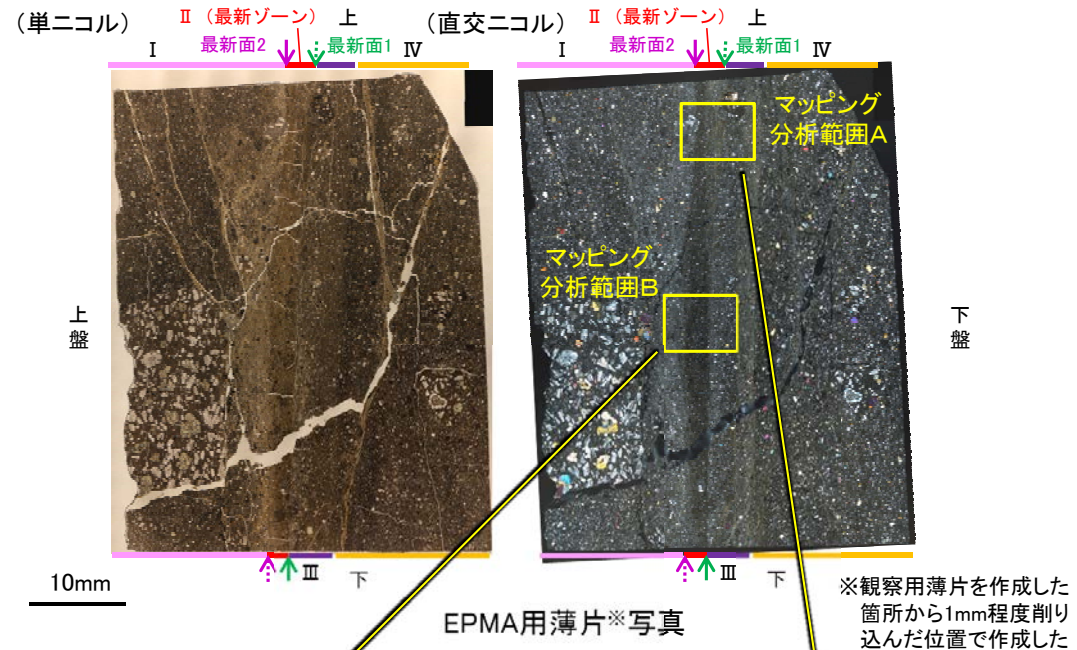 (単ニコル)
Ⅱ(最新ゾーン) 上
Ⅰ 最新面2 最新面1 Ⅳ
(直交ニコル)
Ⅱ(最新ゾーン) 上
Ⅰ 最新面2 最新面1 Ⅳ
マッピング
分析範囲A
マッピング
分析範囲B
上
盤
下
盤
Ⅲ 下
Ⅲ 下
10mm
EPMA用薄片※写真
※観察用薄片を作成した
箇所から1mm程度削り
込んだ位置で作成した